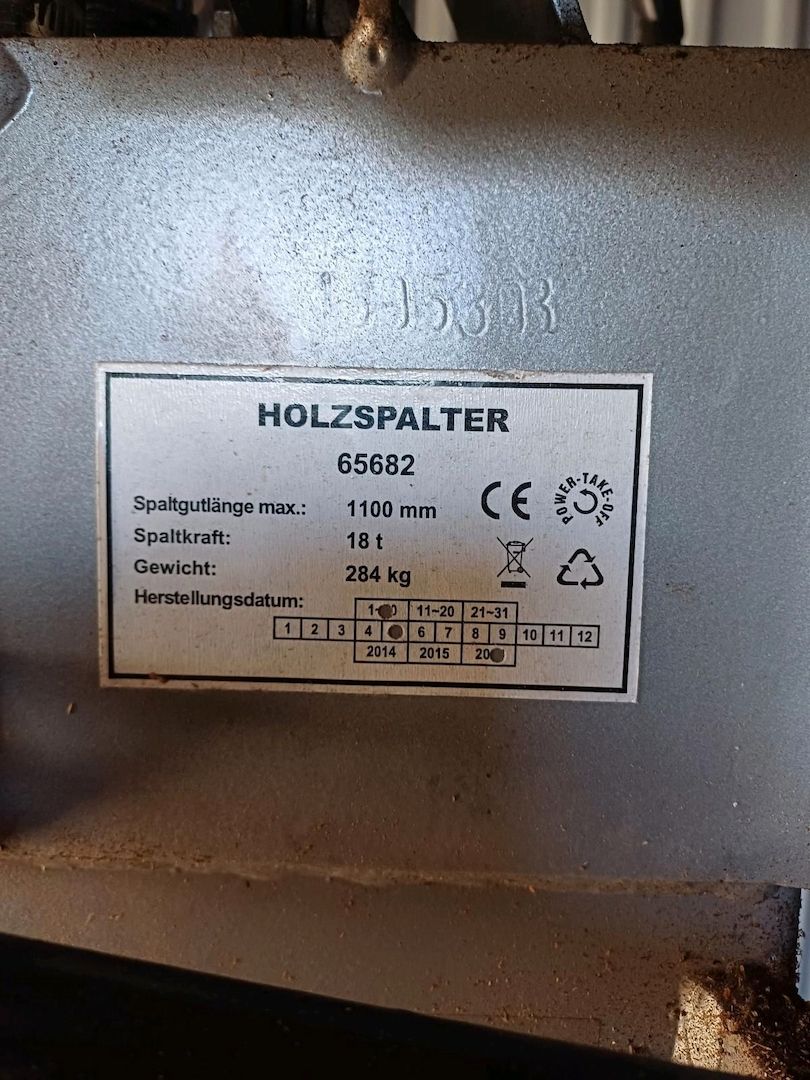 HOLZSPALTER
65682
Spaltgutlänge max.: 1100 mm
Spaltkraft: 18 t
Gewicht: 284 kg
Herstellungsdatum:
CE
POWER-TAKE-OFF
11~20 21~31
1 2 3 4 6 7 8 9 10 11 12
2014 2015